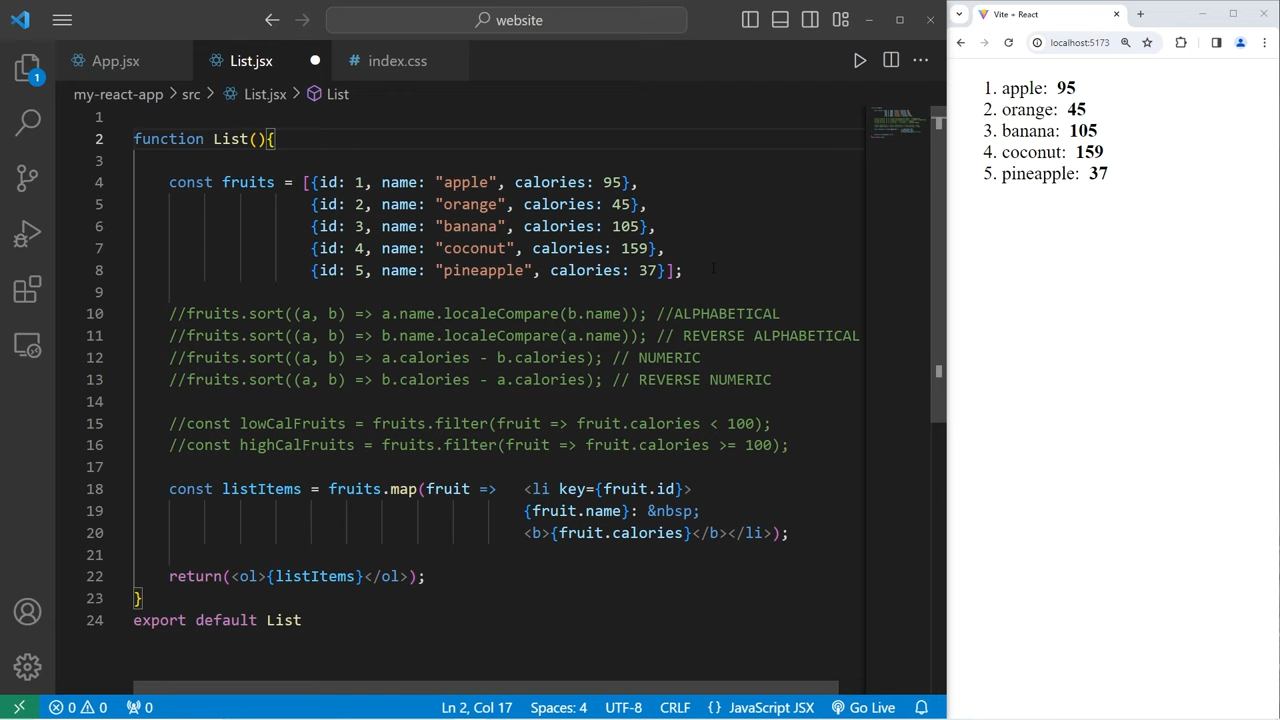 website
App.jsx
List.jsx
# index.css
my-react-app > src > List.jsx > List
1
2 function List(){
3
4 const fruits = [{id: 1, name: "apple", calories: 95},
5 {id: 2, name: "orange", calories: 45},
6 {id: 3, name: "banana", calories: 105},
7 {id: 4, name: "coconut", calories: 159},
8 {id: 5, name: "pineapple", calories: 37}];
9
10 //fruits.sort((a, b) => a.name.localeCompare(b.name)); //ALPHABETICAL
11 //fruits.sort((a, b) => b.name.localeCompare(a.name)); // REVERSE ALPHABETICAL
12 //fruits.sort((a, b) => a.calories - b.calories); // NUMERIC
13 //fruits.sort((a, b) => b.calories - a.calories); // REVERSE NUMERIC
14
15 //const lowCalFruits = fruits.filter(fruit => fruit.calories < 100);
16 //const highCalFruits = fruits.filter(fruit => fruit.calories >= 100);
17
18 const listItems = fruits.map(fruit => <li key={fruit.id}>
19 {fruit.name}: &nbsp;
20 <b>{fruit.calories}</b></li>);
21
22 return(<ol>{listItems}</ol>);
23 }
24 export default List
1
0 0 0
Ln 2, Col 17
Spaces: 4
UTF-8
CRLF
{} JavaScript JSX
Go Live
Vite + React
localhost:5173
1. apple: 95
2. orange: 45
3. banana: 105
4. coconut: 159
5. pineapple: 37